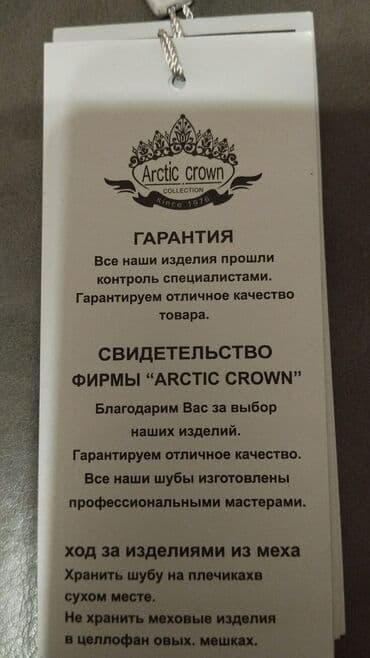 Arctic crown
COLLECTION
since 1976
ГАРАНТИЯ
Все наши изделия прошли
контроль специалистами.
Гарантируем отличное качество
товара.
СВИДЕТЕЛЬСТВО
ФИРМЫ “ARCTIC CROWN”
Благодарим Вас за выбор
наших изделий.
Гарантируем отличное качество.
Все наши шубы изготовлены
профессиональными мастерами.
ход за изделиями из меха
Хранить шубу на плечикахв
сухом месте.
Не хранить меховые изделия
в целлофан овых. мешках.